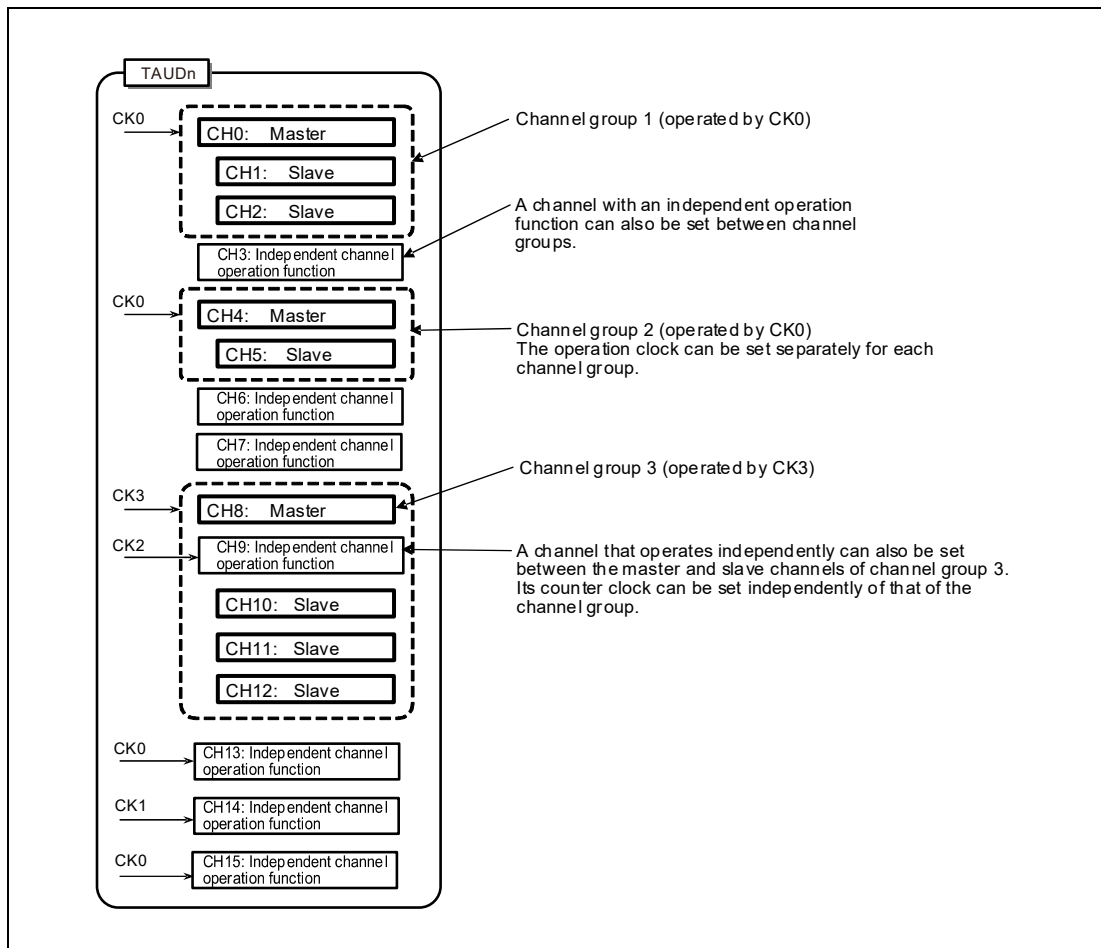 TAUDn
CK0
CH0: Master
Channel group 1 (operated by CK0)
CH1: Slave
CH2: Slave
A channel with an independent operation
function can also be set between channel
groups.
CH3: Independent channel
operation function
CK0
CH4: Master
Channel group 2 (operated by CK0)
The operation clock can be set separately for each
channel group.
CH5: Slave
CH6: Independent channel
operation function
CH7: Independent channel
operation function
Channel group 3 (operated by CK3)
CK3
CH8: Master
CK2
CH9: Independent channel
operation function
A channel that operates independently can also be set
between the master and slave channels of channel group 3.
Its counter clock can be set independently of that of the
channel group.
CH10: Slave
CH11: Slave
CH12: Slave
CK0
CH13: Independent channel
operation function
CK1
CH14: Independent channel
operation function
CK0
CH15: Independent channel
operation function